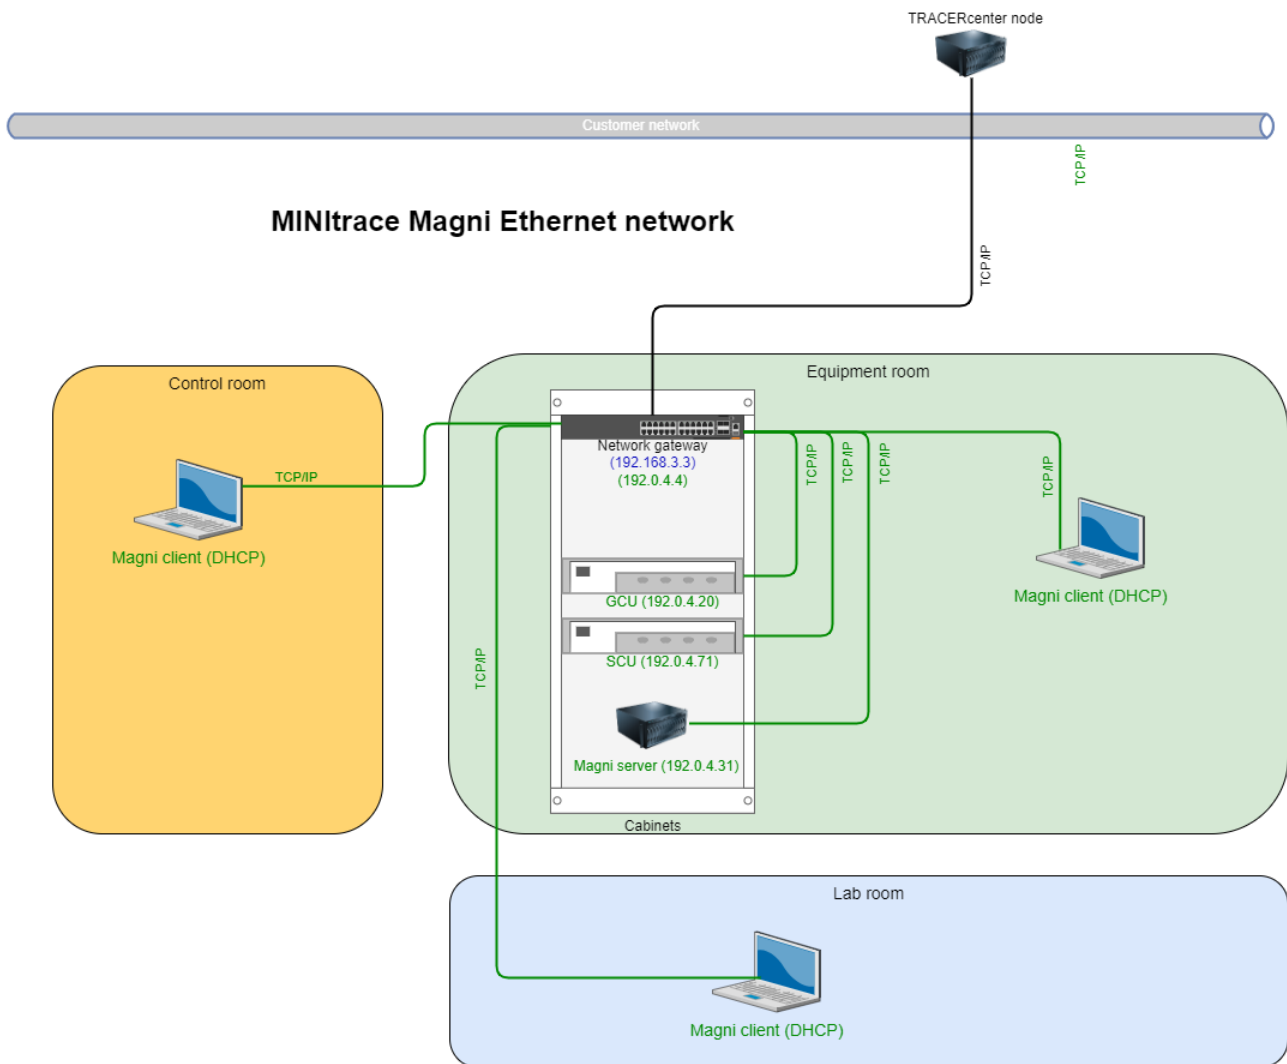 TRACERcenter node
Customer network
TCP/IP
MINItrace Magni Ethernet network
TCP/IP
Control room
Equipment room
Network gateway
(192.168.3.3)
(192.0.4.4)
TCP/IP
TCP/IP
TCP/IP
TCP/IP
TCP/IP
Magni client (DHCP)
GCU (192.0.4.20)
Magni client (DHCP)
SCU (192.0.4.71)
TCP/IP
Magni server (192.0.4.31)
Cabinets
Lab room
Magni client (DHCP)